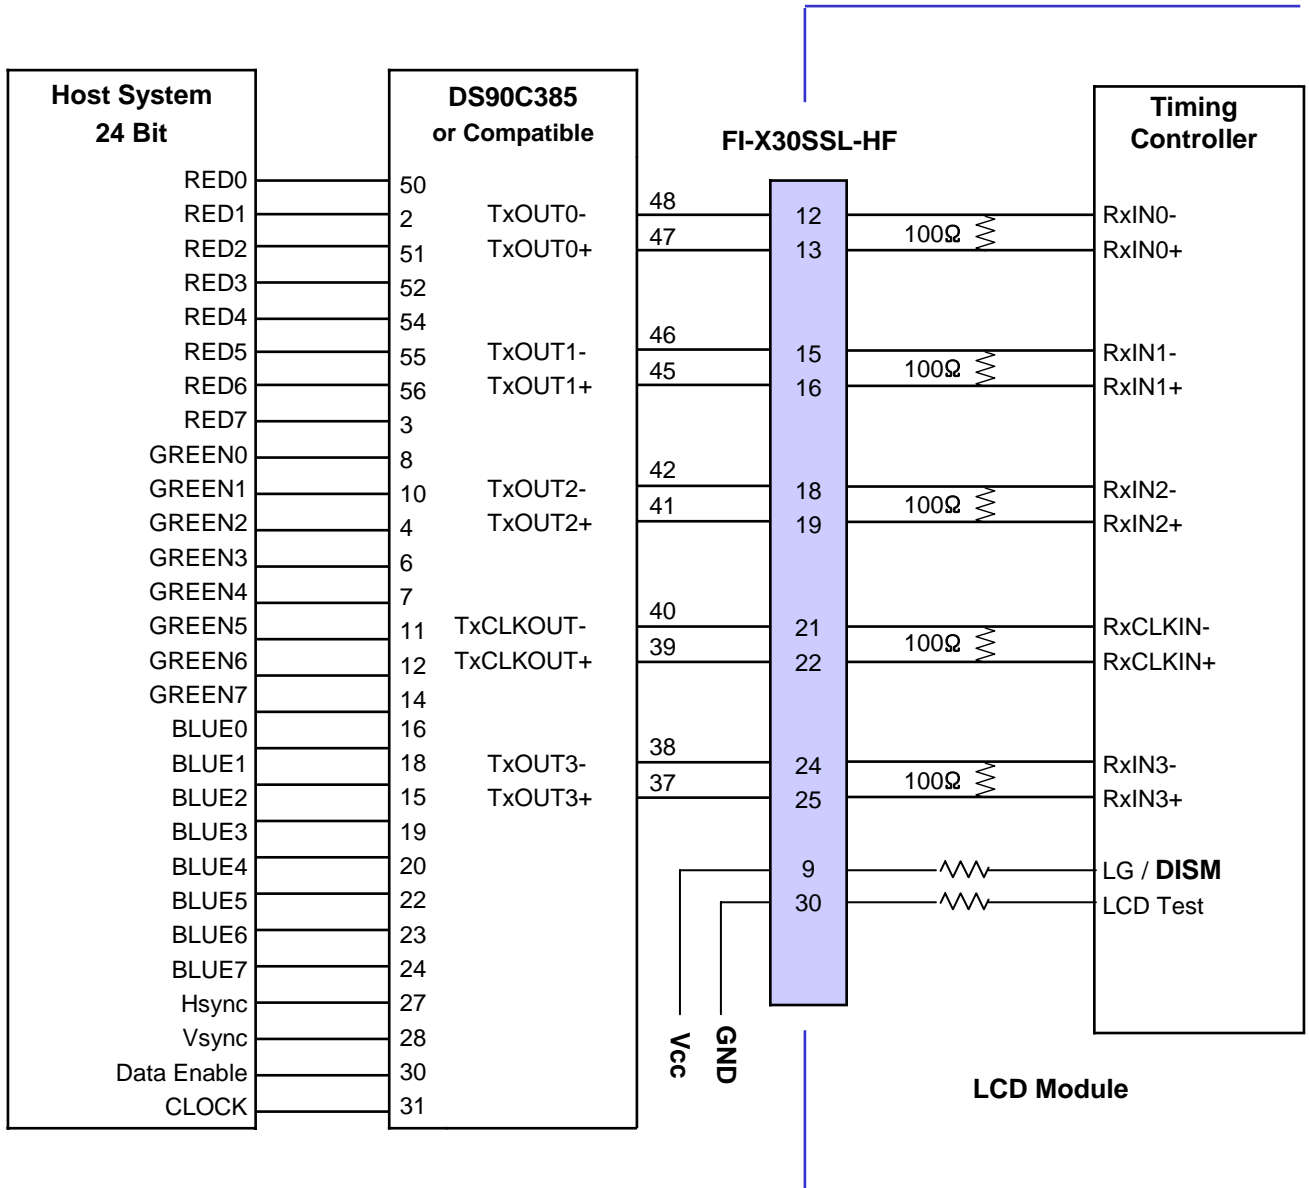 Host System
24 Bit
RED0
RED1
RED2
RED3
RED4
RED5
RED6
RED7
GREEN0
GREEN1
GREEN2
GREEN3
GREEN4
GREEN5
GREEN6
GREEN7
BLUE0
BLUE1
BLUE2
BLUE3
BLUE4
BLUE5
BLUE6
BLUE7
Hsync
Vsync
Data Enable
CLOCK
DS90C385
or Compatible
50
2
51
52
54
55
56
3
8
10
4
6
7
11
12
14
16
18
15
19
20
22
23
24
27
28
30
31
TxOUT0-
TxOUT0+
TxOUT1-
TxOUT1+
TxOUT2-
TxOUT2+
TxCLKOUT-
TxCLKOUT+
TxOUT3-
TxOUT3+
48
47
46
45
42
41
40
39
38
37
Vcc
GND
FI-X30SSL-HF
12
13
15
16
18
19
21
22
24
25
9
30
100Ω
100Ω
100Ω
100Ω
100Ω
Timing
Controller
RxIN0-
RxIN0+
RxIN1-
RxIN1+
RxIN2-
RxIN2+
RxCLKIN-
RxCLKIN+
RxIN3-
RxIN3+
LG / DISM
LCD Test
LCD Module